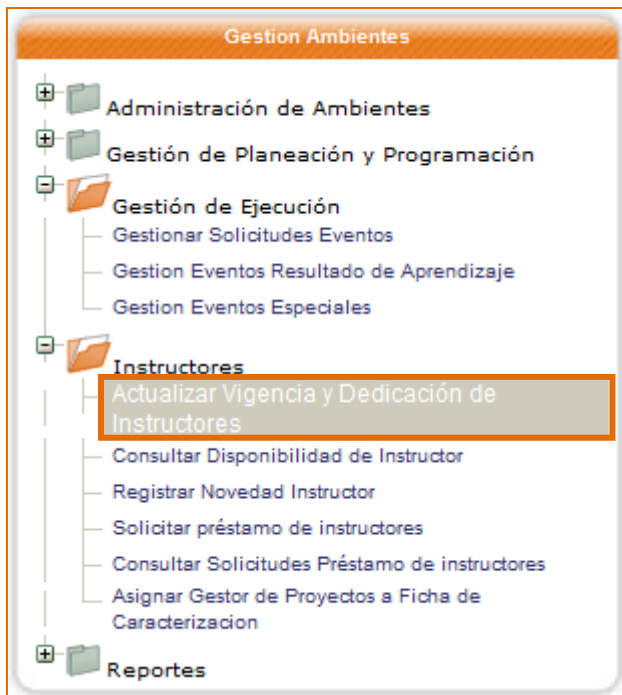 Gestion Ambientes
Administración de Ambientes
Gestión de Planeación y Programación
Gestión de Ejecución
Gestionar Solicitudes Eventos
Gestion Eventos Resultado de Aprendizaje
Gestion Eventos Especiales
Instructores
Actualizar Vigencia y Dedicación de
Instructores
Consultar Disponibilidad de Instructor
Registrar Novedad Instructor
Solicitar préstamo de instructores
Consultar Solicitudes Préstamo de instructores
Asignar Gestor de Proyectos a Ficha de
Caracterizacion
Reportes